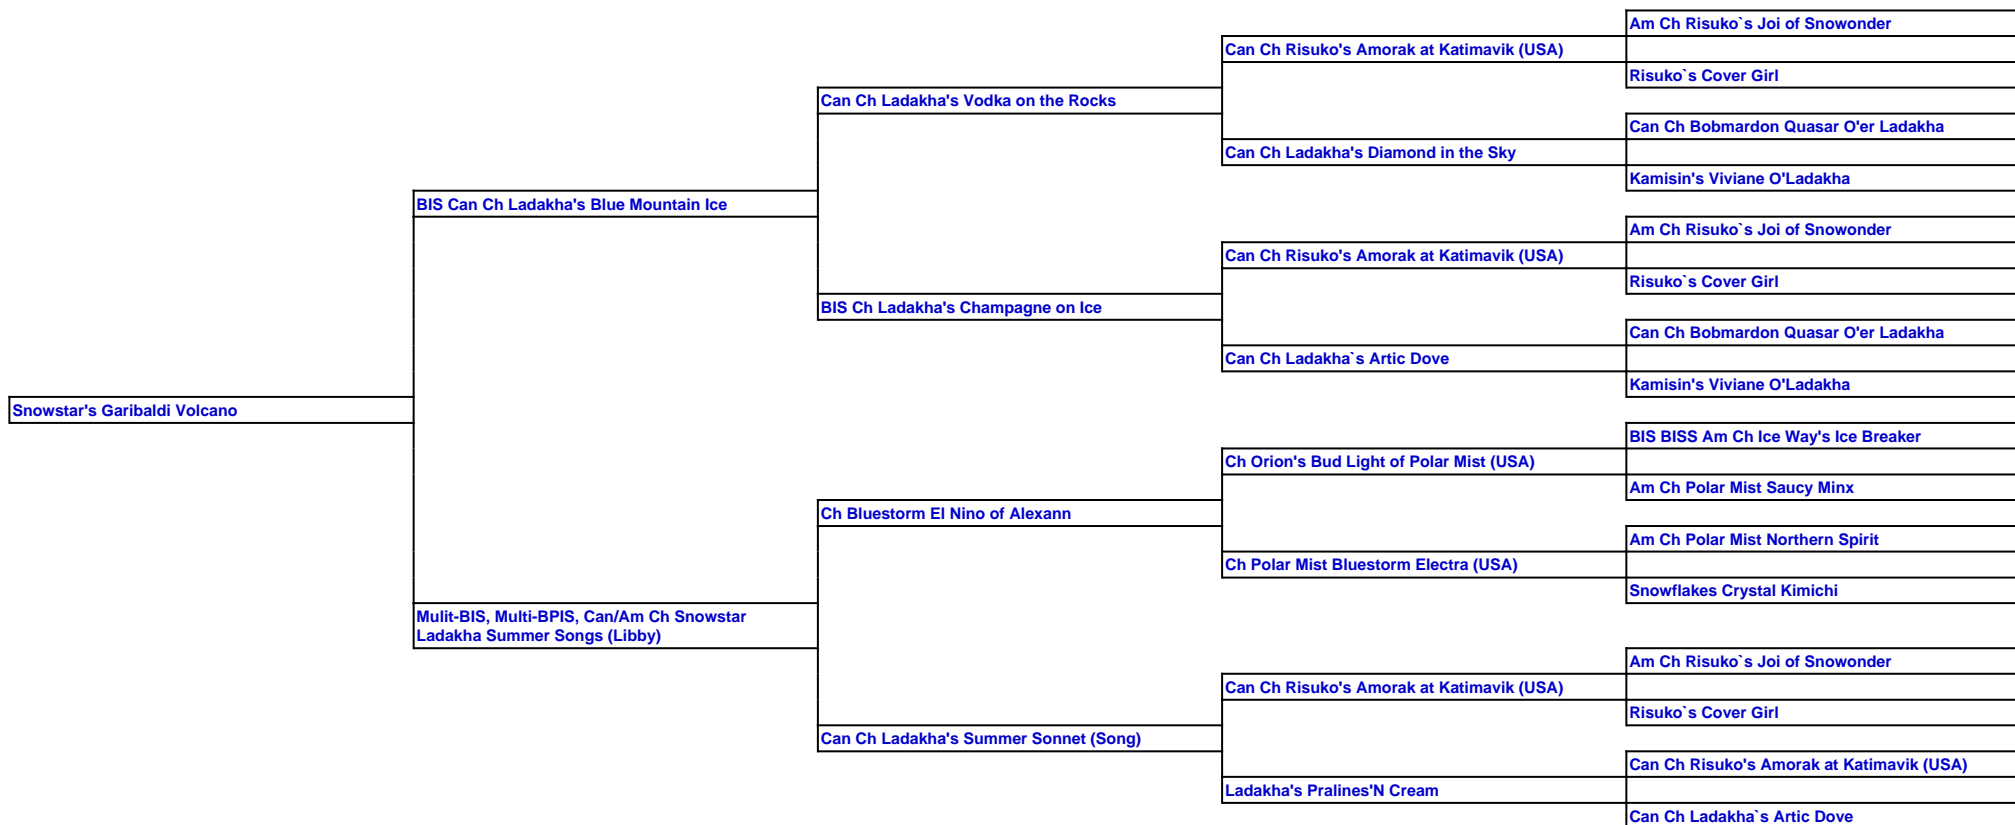 Am Ch Risuko`s Joi of Snowonder
Can Ch Risuko's Amorak at Katimavik (USA)
Risuko`s Cover Girl
Can Ch Ladakha's Vodka on the Rocks
Can Ch Bobmardon Quasar O'er Ladakha
Can Ch Ladakha's Diamond in the Sky
Kamisin's Viviane O'Ladakha
BIS Can Ch Ladakha's Blue Mountain Ice
Am Ch Risuko`s Joi of Snowonder
Can Ch Risuko's Amorak at Katimavik (USA)
Risuko`s Cover Girl
BIS Ch Ladakha's Champagne on Ice
Can Ch Bobmardon Quasar O'er Ladakha
Can Ch Ladakha`s Artic Dove
Kamisin's Viviane O'Ladakha
Snowstar's Garibaldi Volcano
BIS BISS Am Ch Ice Way's Ice Breaker
Ch Orion's Bud Light of Polar Mist (USA)
Am Ch Polar Mist Saucy Minx
Ch Bluestorm El Nino of Alexann
Am Ch Polar Mist Northern Spirit
Ch Polar Mist Bluestorm Electra (USA)
Snowflakes Crystal Kimichi
Mulit-BIS, Multi-BPIS, Can/Am Ch Snowstar
Ladakha Summer Songs (Libby)
Am Ch Risuko`s Joi of Snowonder
Can Ch Risuko's Amorak at Katimavik (USA)
Risuko`s Cover Girl
Can Ch Ladakha's Summer Sonnet (Song)
Can Ch Risuko's Amorak at Katimavik (USA)
Ladakha's Pralines'N Cream
Can Ch Ladakha`s Artic Dove